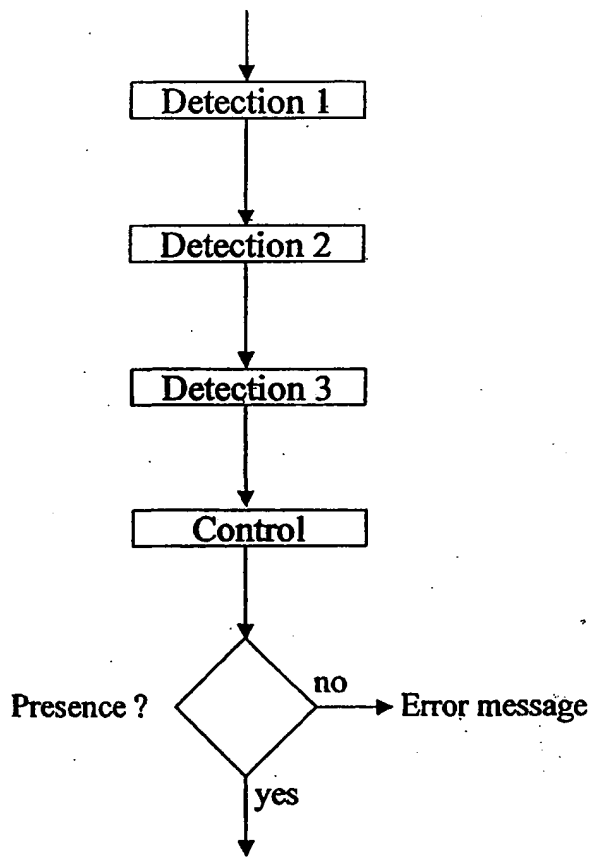 Detection 1
Detection 2
Detection 3
Control
Presence ?
no
Error message
yes